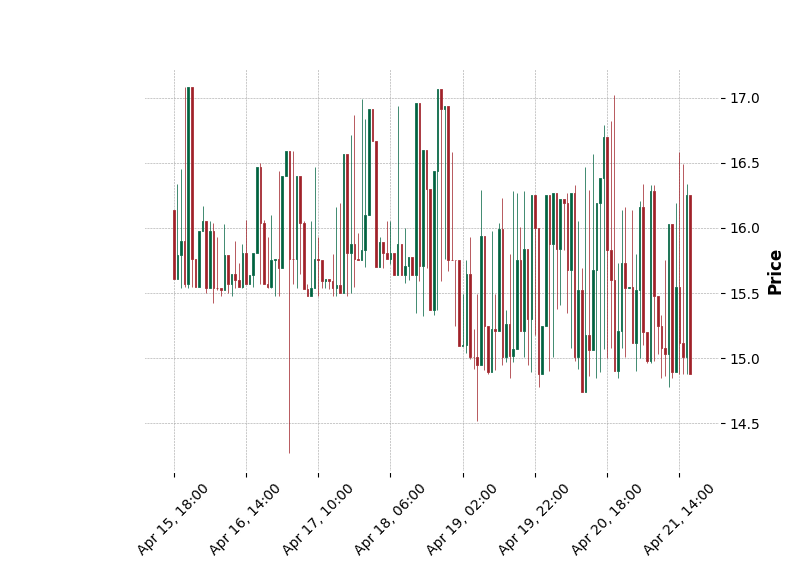 17.0
16.5
16.0
15.5
15.0
14.5
Price
Apr 15, 18:00
Apr 16, 14:00
Apr 17, 10:00
Apr 18, 06:00
Apr 19, 02:00
Apr 19, 22:00
Apr 20, 18:00
Apr 21, 14:00